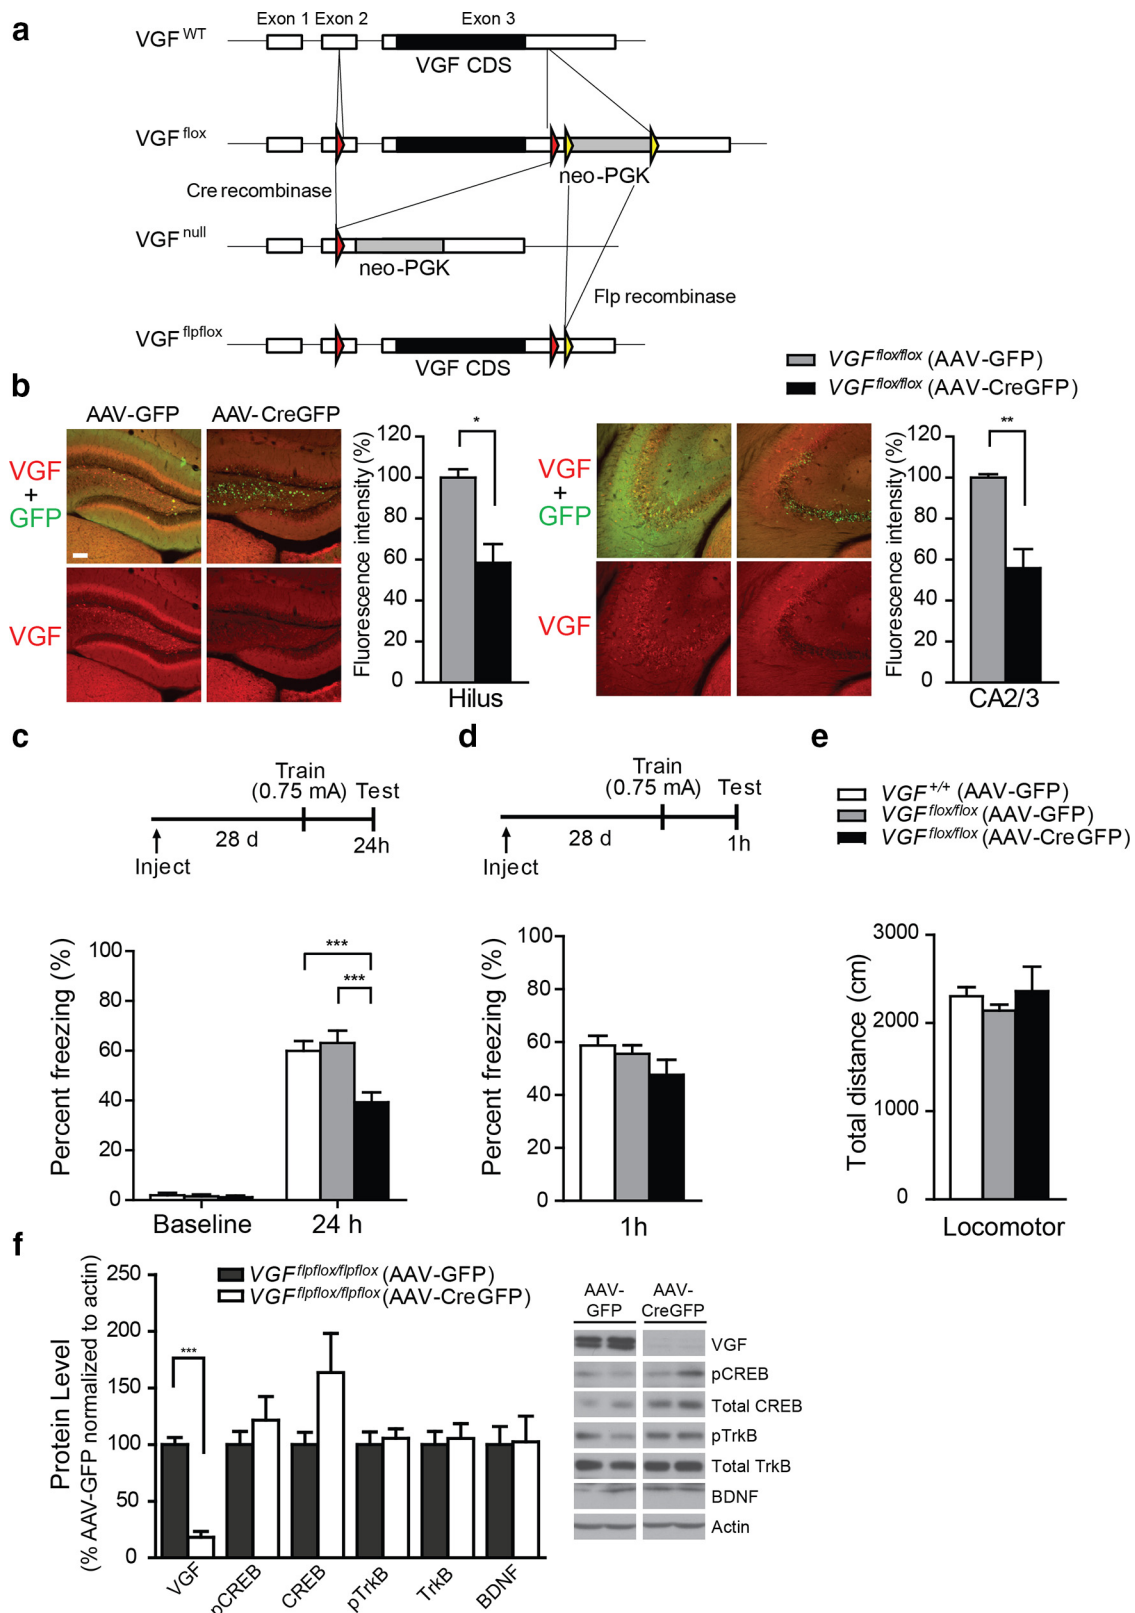 a
Exon 1 Exon 2 Exon 3
VGF WT
VGF CDS
VGF flox
neo-PGK
Cre recombinase
VGF null
neo-PGK
Flp recombinase
VGF flpflox
VGF CDS
VGF flox/flox (AAV-GFP)
VGF flox/flox (AAV-CreGFP)
b
AAV-GFP AAV-CreGFP
VGF
+
GFP
VGF
Fluorescence intensity (%)
120
100
80
60
40
20
0
*
Hilus
VGF
+
GFP
VGF
Fluorescence intensity (%)
120
100
80
60
40
20
0
**
CA2/3
c
Train
(0.75 mA) Test
28 d 24h
Inject
Percent freezing (%)
100
80
60
40
20
0
***
***
Baseline 24 h
d
Train
(0.75 mA) Test
28 d 1h
Inject
Percent freezing (%)
100
80
60
40
20
0
1h
e
VGF +/+ (AAV-GFP)
VGF flox/flox (AAV-GFP)
VGF flox/flox (AAV-CreGFP)
Total distance (cm)
3000
2000
1000
0
Locomotor
f
VGF flpflox/flpflox (AAV-GFP)
VGF flpflox/flpflox (AAV-CreGFP)
Protein Level
(% AAV-GFP normalized to actin)
250
200
150
100
50
0
***
VGF pCREB CREB pTrkB TrkB BDNF
AAV- AAV-
GFP CreGFP
VGF
pCREB
Total CREB
pTrkB
Total TrkB
BDNF
Actin